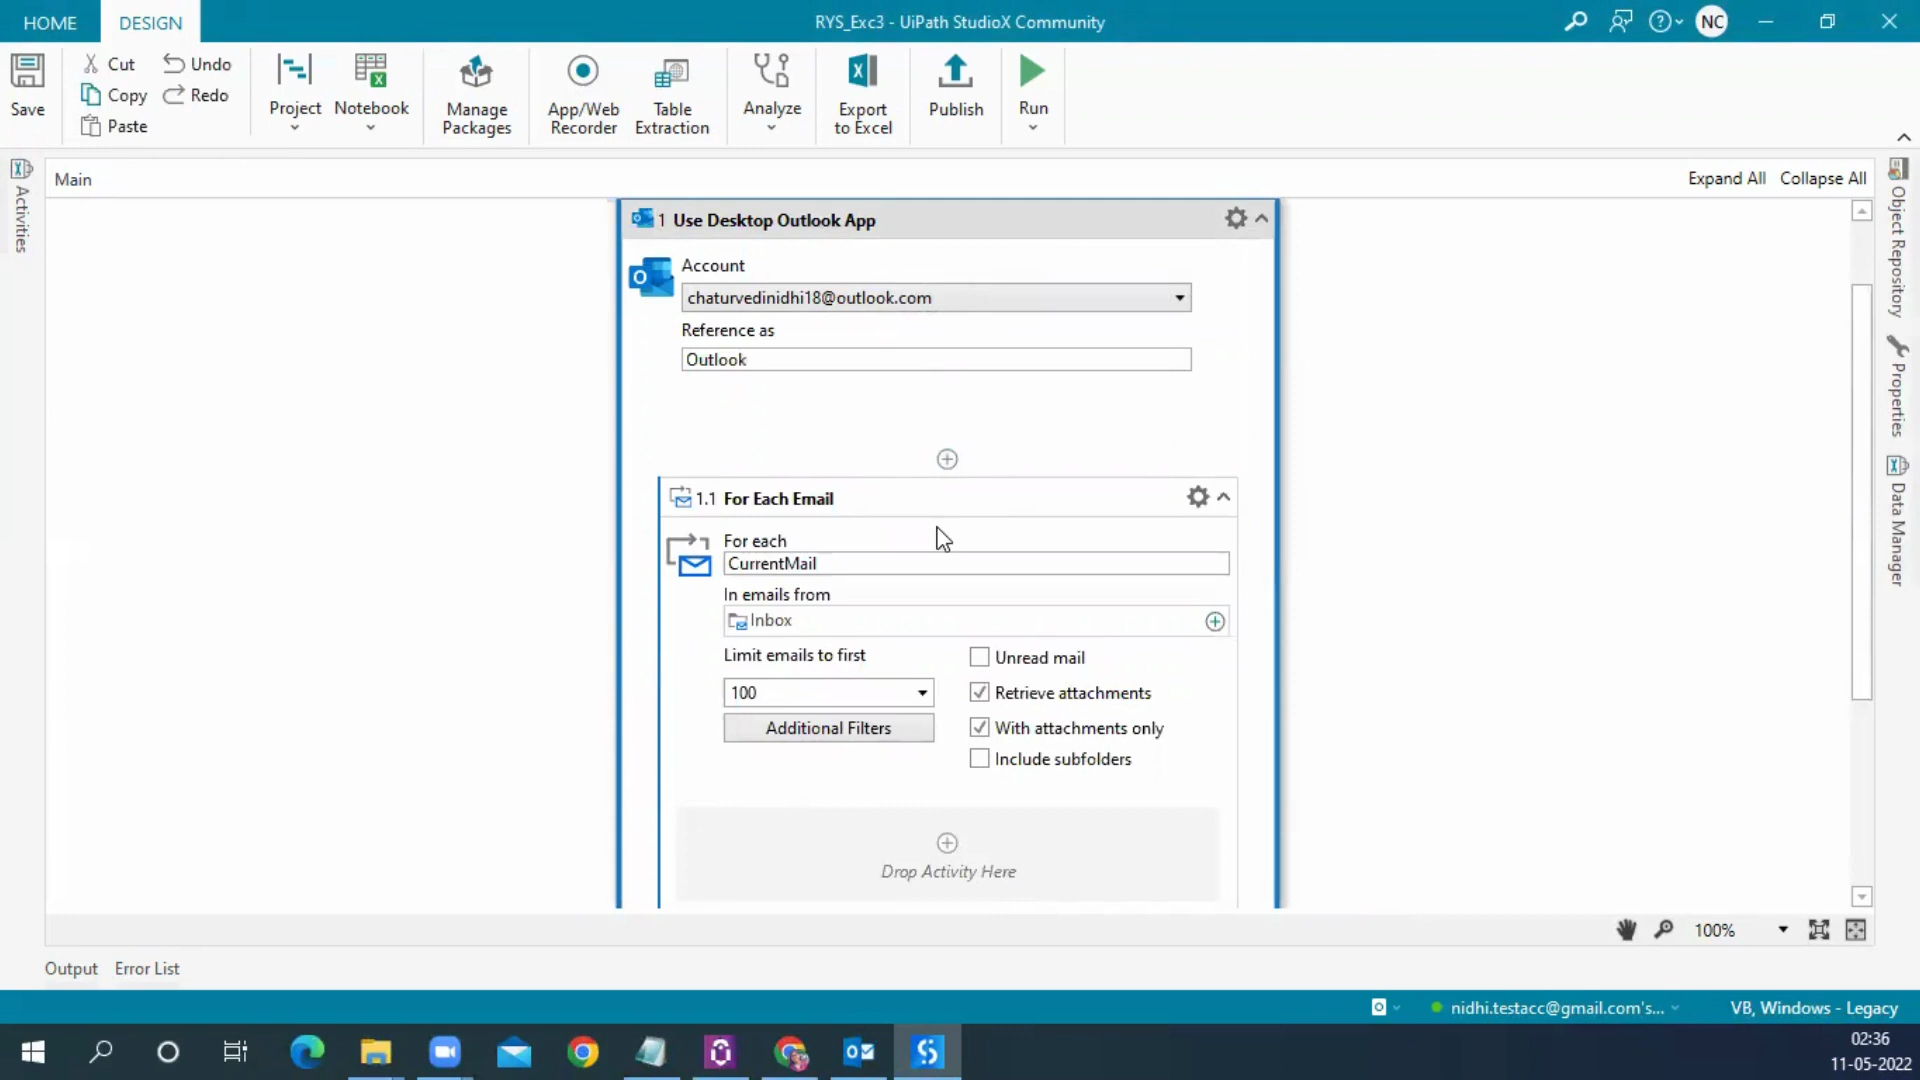 HOME
DESIGN
RYS_Exc3 - UiPath StudioX Community
NC
Save
Cut
Copy
Paste
Undo
Redo
Project
Notebook
Manage
Packages
App/Web
Recorder
Table
Extraction
Analyze
Export
to Excel
Publish
Run
Activities
Main
Expand All
Collapse All
Object Repository
Properties
Data Manager
1 Use Desktop Outlook App
Account
chaturvedinidhi18@outlook.com
Reference as
Outlook
1.1 For Each Email
For each
CurrentMail
In emails from
Inbox
Limit emails to first
100
Additional Filters
Unread mail
Retrieve attachments
With attachments only
Include subfolders
Drop Activity Here
100%
Output
Error List
nidhi.testacc@gmail.com's...
VB, Windows - Legacy
02:36
11-05-2022